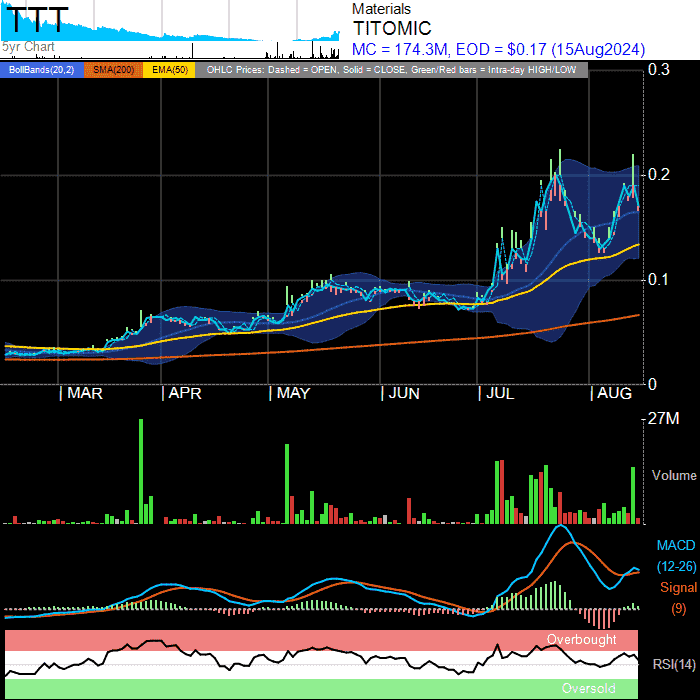 TTT
Materials
TITOMIC
5yr Chart
MC = 174.3M, EOD = $0.17 (15Aug2024)
BollBands(20,2) SMA(200) EMA(50) OHLC Prices: Dashed = OPEN, Solid = CLOSE, Green/Red bars = Intra-day HIGH/LOW
0.3
0.2
0.1
0
| MAR | APR | MAY | JUN | JUL | AUG
27M
Volume
MACD
(12-26)
Signal
(9)
Overbought
RSI(14)
Oversold